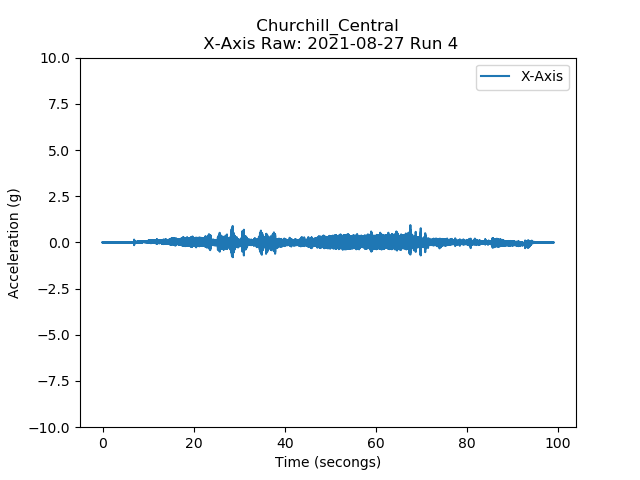 Churchill_Central
X-Axis Raw: 2021-08-27 Run 4
X-Axis
10.0
7.5
5.0
2.5
0.0
−2.5
−5.0
−7.5
−10.0
Acceleration (g)
0 20 40 60 80 100
Time (secongs)